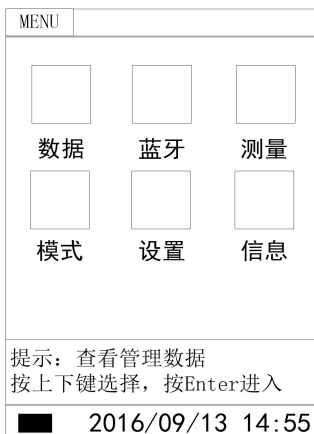 MENU
数据 蓝牙 测量
模式 设置 信息
提示：查看管理数据
按上下键选择，按Enter进入
2016/09/13 14:55